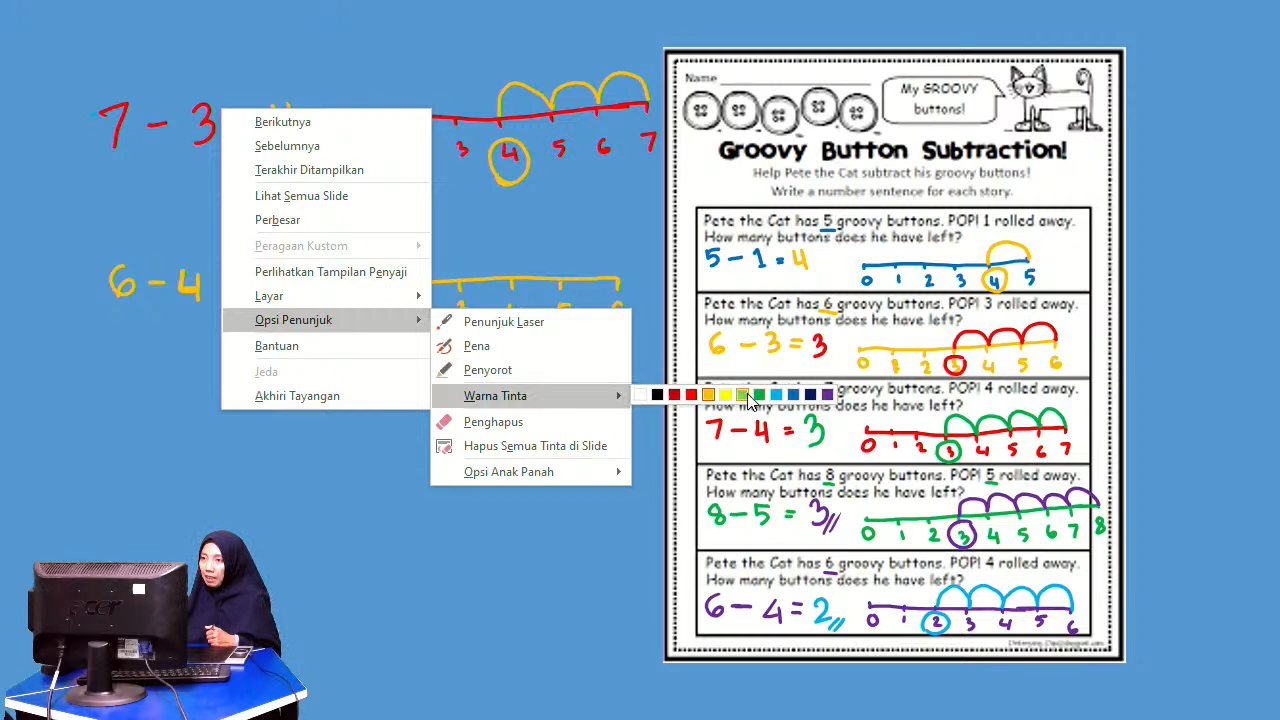 7 - 3
3 4 5 6 7
6 - 4
Berikutnya
Sebelumnya
Terakhir Ditampilkan
Lihat Semua Slide
Perbesar
Peragaan Kustom
Perlihatkan Tampilan Penyaji
Layar
Opsi Penunjuk
Bantuan
Jeda
Akhiri Tayangan
Penunjuk Laser
Pena
Penyorot
Warna Tinta
Penghapus
Hapus Semua Tinta di Slide
Opsi Anak Panah
acer
Name
My GROOVY
buttons!
Groovy Button Subtraction!
Help Pete the Cat subtract his groovy buttons!
Write a number sentence for each story.
Pete the Cat has 5 groovy buttons. POP! 1 rolled away.
How many buttons does he have left?
5 - 1 = 4
0 1 2 3 4 5
Pete the Cat has 6 groovy buttons. POP! 3 rolled away.
How many buttons does he have left?
6 - 3 = 3
0 1 2 3 4 5 6
groovy buttons. POP! 4 rolled away.
How many buttons does he have left?
7 - 4 = 3
0 1 2 3 4 5 6 7
Pete the Cat has 8 groovy buttons. POP! 5 rolled away.
How many buttons does he have left?
8 - 5 = 3
0 1 2 3 4 5 6 7 8
Pete the Cat has 6 groovy buttons. POP! 4 rolled away.
How many buttons does he have left?
6 - 4 = 2
0 1 2 3 4 5 6